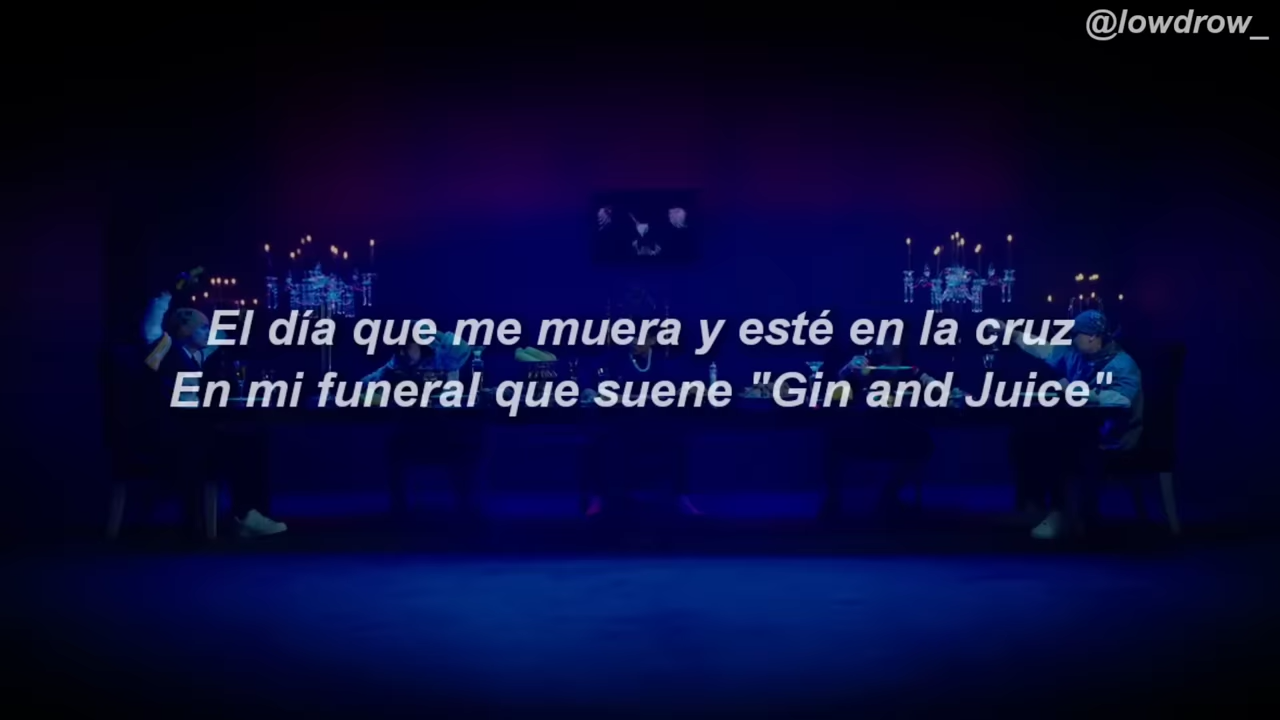 @lowdrow_
El día que me muera y esté en la cruz
En mi funeral que suene "Gin and Juice"